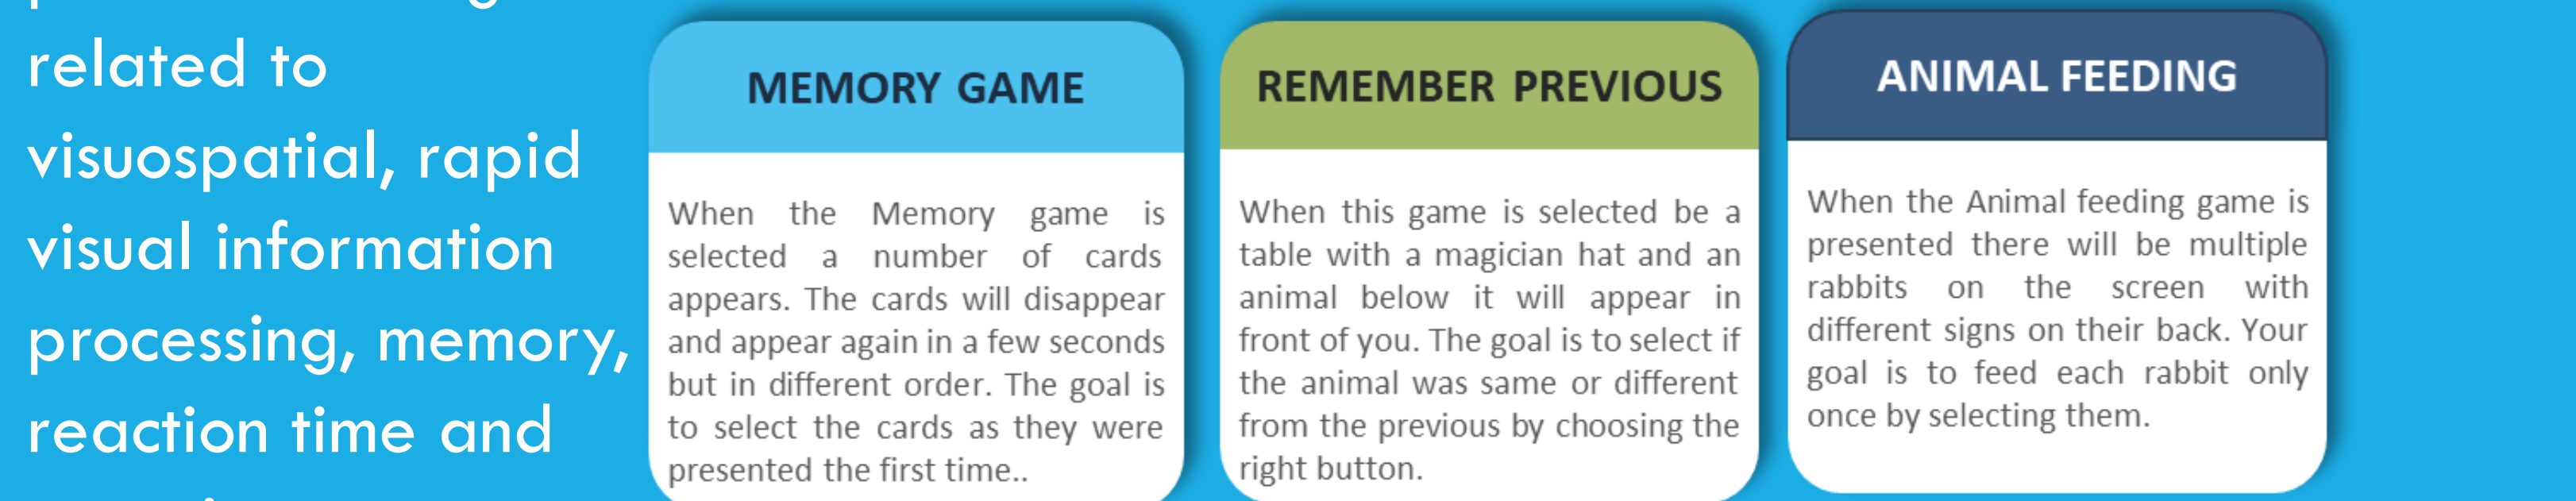 related to
visuospatial, rapid
visual information
processing, memory,
reaction time and
MEMORY GAME
When the Memory game is
selected a number of cards
appears. The cards will disappear
and appear again in a few seconds
but in different order. The goal is
to select the cards as they were
presented the first time..
REMEMBER PREVIOUS
When this game is selected be a
table with a magician hat and an
animal below it will appear in
front of you. The goal is to select if
the animal was same or different
from the previous by choosing the
right button.
ANIMAL FEEDING
When the Animal feeding game is
presented there will be multiple
rabbits on the screen with
different signs on their back. Your
goal is to feed each rabbit only
once by selecting them.